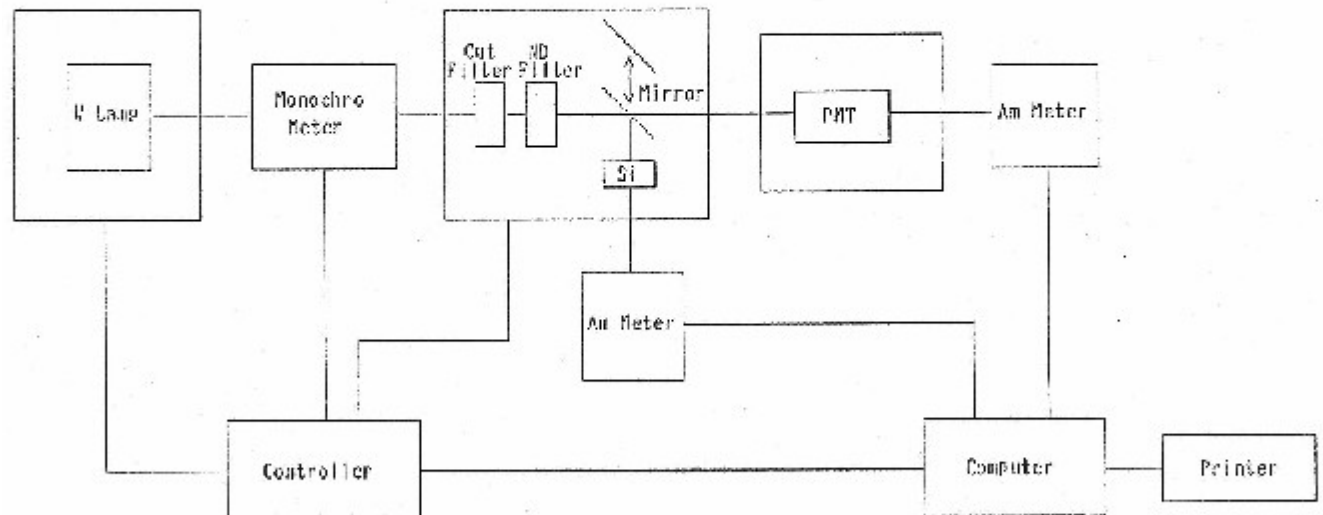 Cut ND
Filter Filter
W Lamp
Monochro
Meter
Mirror
PMT
Am Meter
Si
Am Meter
Controller
Computer
Printer